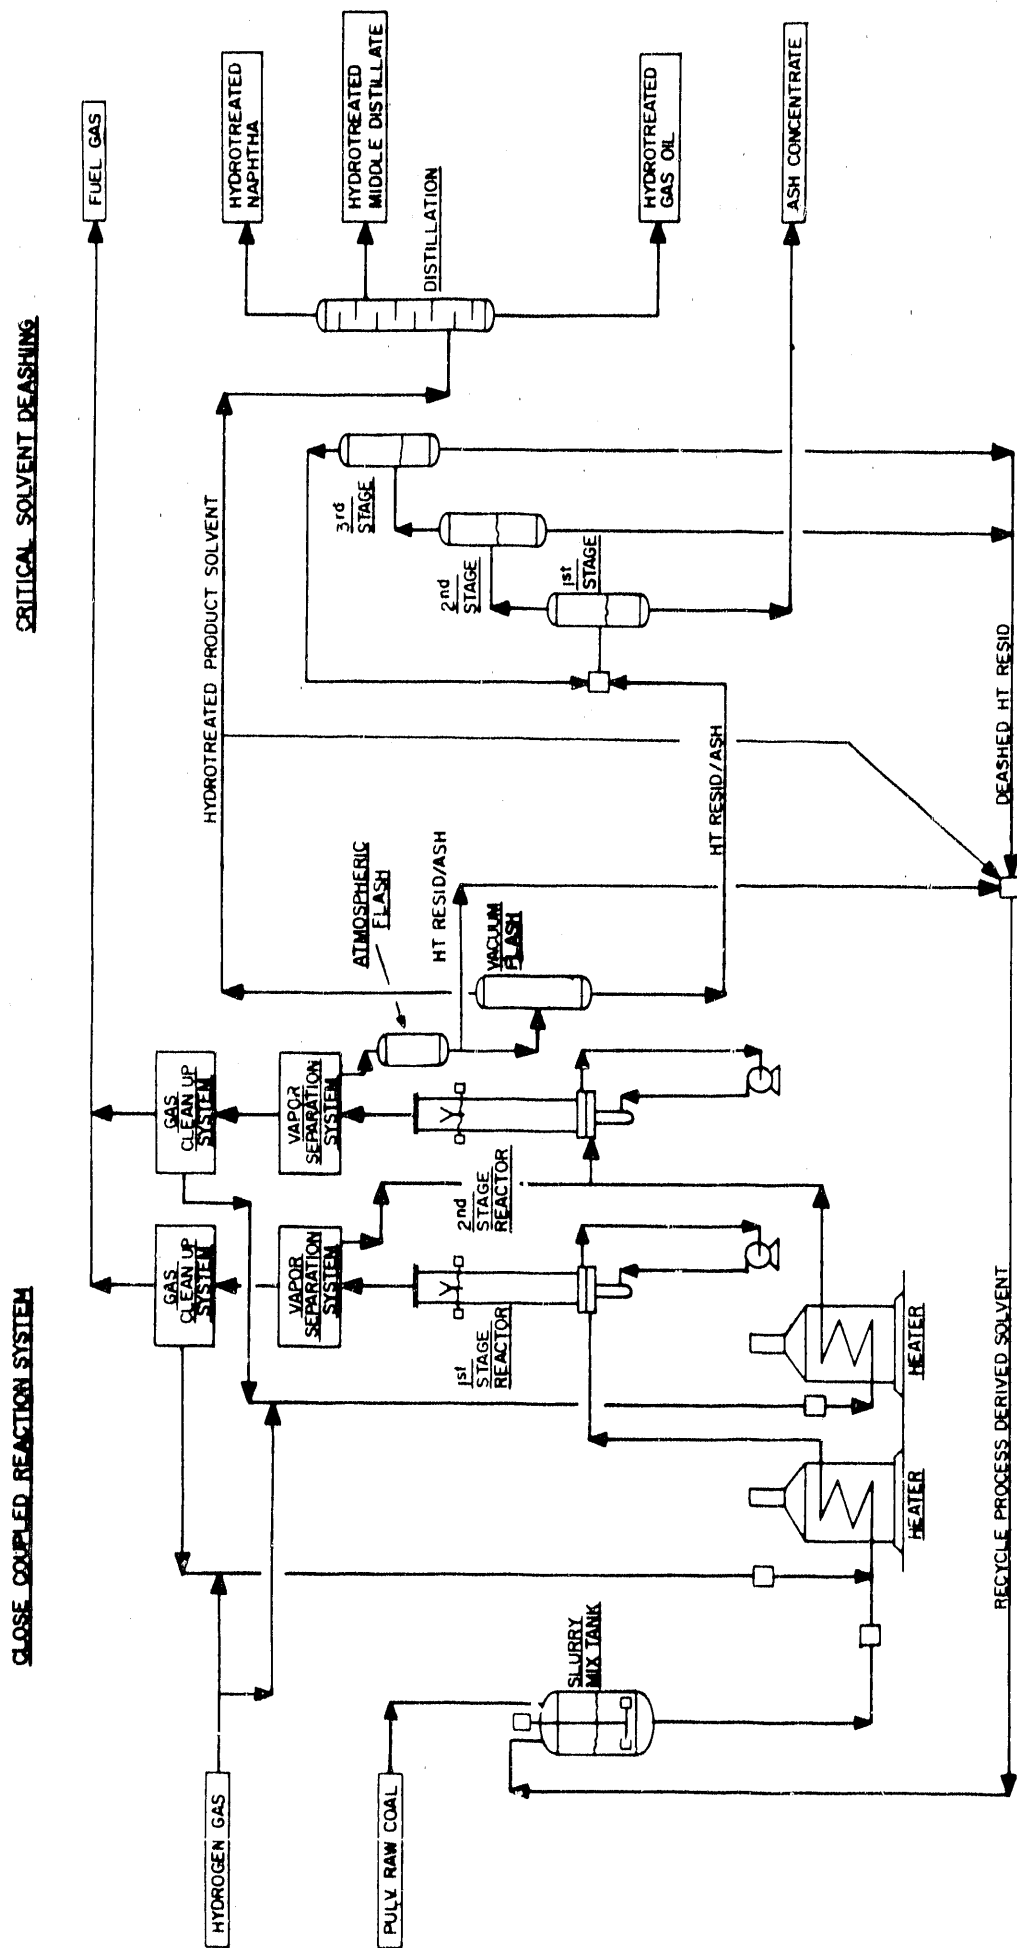 CLOSE COUPLED REACTION SYSTEM
CRITICAL SOLVENT DEASHING
FUEL GAS
HYDROTREATED
NAPHTHA
HYDROTREATED
MIDDLE DISTILLATE
DISTILLATION
HYDROTREATED
GAS OIL
ASH CONCENTRATE
HYDROGEN GAS
PULV. RAW COAL
SLURRY
MIX TANK
HEATER
HEATER
GAS
CLEAN UP
SYSTEM
GAS
CLEAN UP
SYSTEM
VAPOR
SEPARATION
SYSTEM
VAPOR
SEPARATION
SYSTEM
1st
STAGE
REACTOR
2nd
STAGE
REACTOR
ATMOSPHERIC
FLASH
HT RESID/ASH
VACUUM
FLASH
HYDROTREATED PRODUCT SOLVENT
HT RESID/ASH
1st
STAGE
2nd
STAGE
3rd
STAGE
DEASHED HT RESID
RECYCLE PROCESS DERIVED SOLVENT